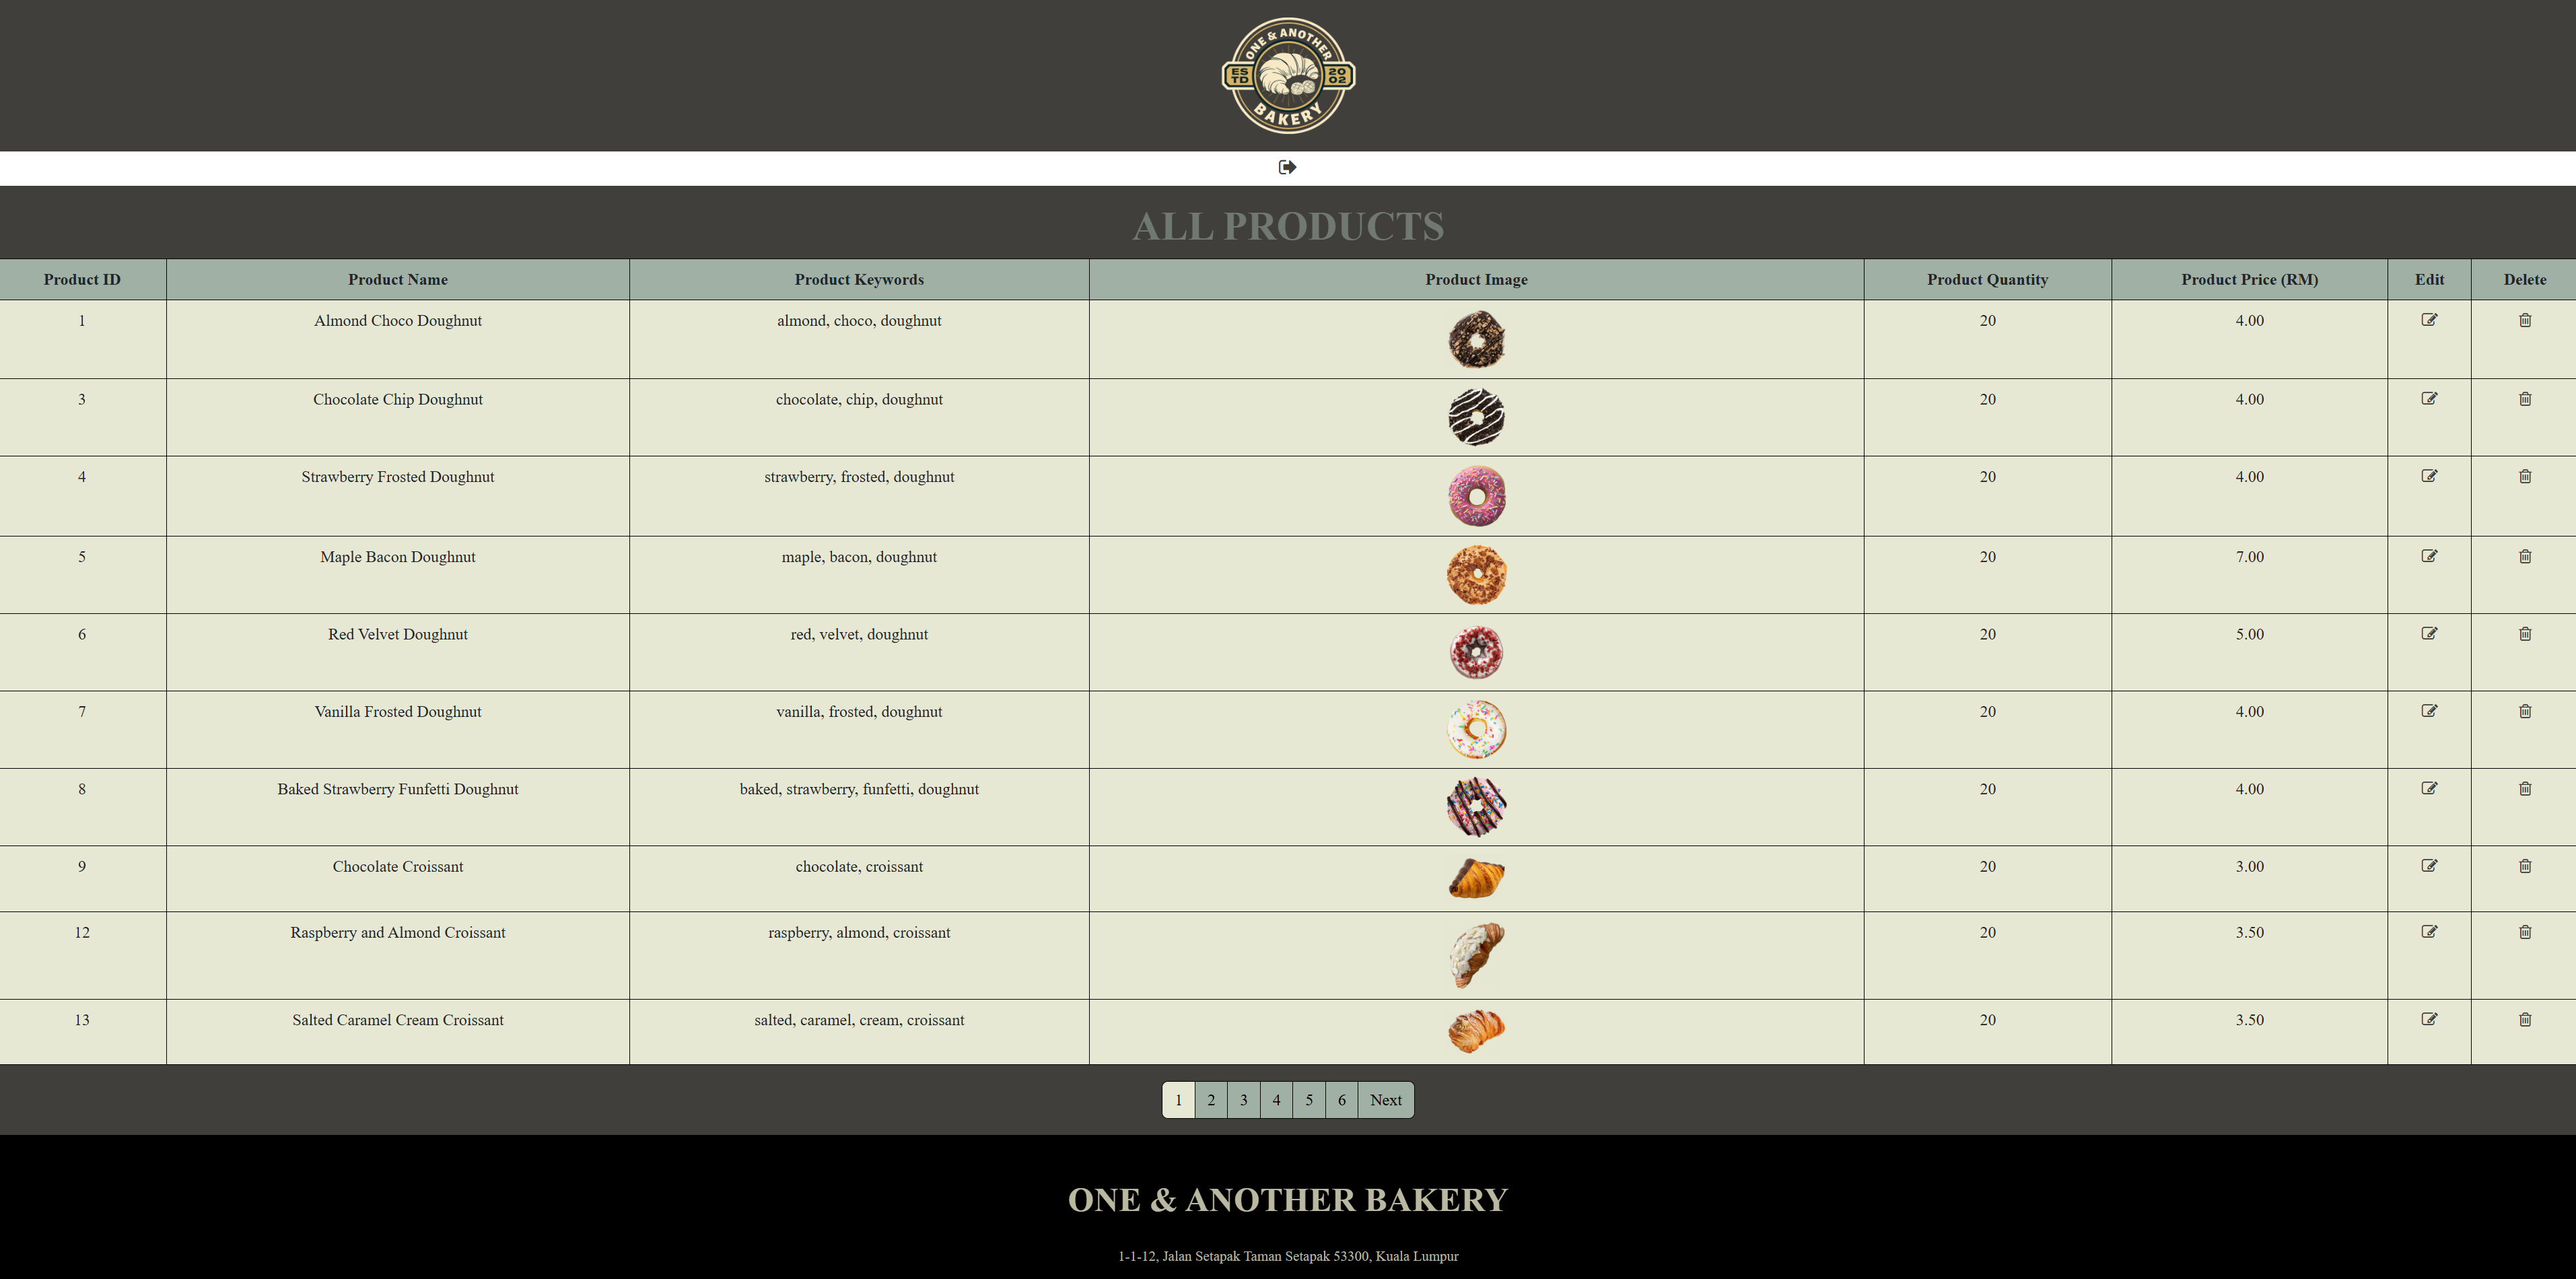 ONE & ANOTHER
ES
TD
20
02
BAKERY
ALL PRODUCTS
Product ID Product Name Product Keywords Product Image Product Quantity Product Price (RM) Edit Delete
1 Almond Choco Doughnut almond, choco, doughnut 20 4.00
3 Chocolate Chip Doughnut chocolate, chip, doughnut 20 4.00
4 Strawberry Frosted Doughnut strawberry, frosted, doughnut 20 4.00
5 Maple Bacon Doughnut maple, bacon, doughnut 20 7.00
6 Red Velvet Doughnut red, velvet, doughnut 20 5.00
7 Vanilla Frosted Doughnut vanilla, frosted, doughnut 20 4.00
8 Baked Strawberry Funfetti Doughnut baked, strawberry, funfetti, doughnut 20 4.00
9 Chocolate Croissant chocolate, croissant 20 3.00
12 Raspberry and Almond Croissant raspberry, almond, croissant 20 3.50
13 Salted Caramel Cream Croissant salted, caramel, cream, croissant 20 3.50
1 2 3 4 5 6 Next
ONE & ANOTHER BAKERY
1-1-12, Jalan Setapak Taman Setapak 53300, Kuala Lumpur